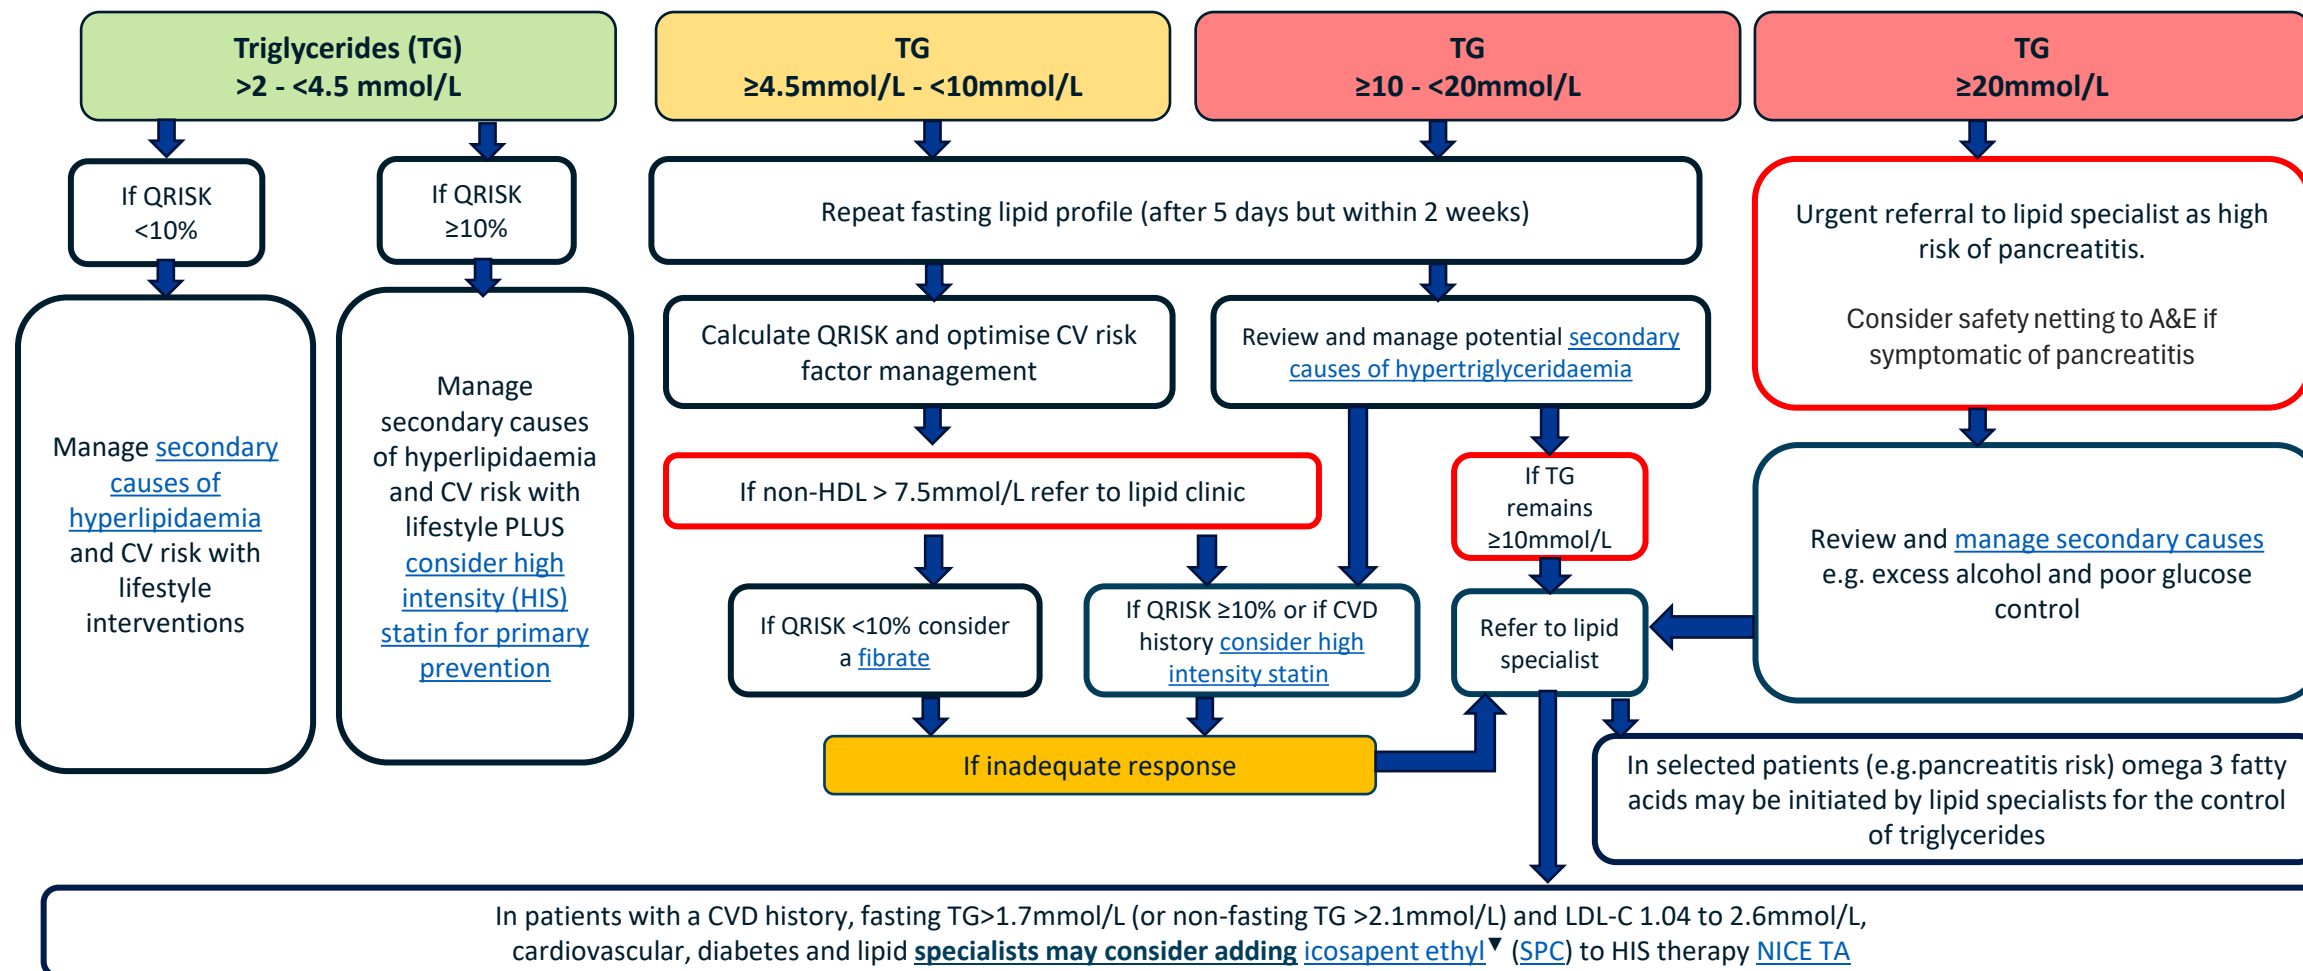 Triglycerides (TG)
>2 - <4.5 mmol/L
TG
≥4.5mmol/L - <10mmol/L
TG
≥10 - <20mmol/L
TG
≥20mmol/L
If QRISK
<10%
If QRISK
≥10%
Repeat fasting lipid profile (after 5 days but within 2 weeks)
Urgent referral to lipid specialist as high
risk of pancreatitis.
Consider safety netting to A&E if
symptomatic of pancreatitis
Manage secondary
causes of
hyperlipidaemia
and CV risk with
lifestyle
interventions
Manage
secondary causes
of hyperlipidaemia
and CV risk with
lifestyle PLUS
consider high
intensity (HIS)
statin for primary
prevention
Calculate QRISK and optimise CV risk
factor management
Review and manage potential secondary
causes of hypertriglyceridaemia
If non-HDL > 7.5mmol/L refer to lipid clinic
If TG
remains
≥10mmol/L
Review and manage secondary causes
e.g. excess alcohol and poor glucose
control
If QRISK <10% consider
a fibrate
If QRISK ≥10% or if CVD
history consider high
intensity statin
Refer to lipid
specialist
If inadequate response
In selected patients (e.g.pancreatitis risk) omega 3 fatty
acids may be initiated by lipid specialists for the control
of triglycerides
In patients with a CVD history, fasting TG>1.7mmol/L (or non-fasting TG >2.1mmol/L) and LDL-C 1.04 to 2.6mmol/L,
cardiovascular, diabetes and lipid specialists may consider adding icosapent ethyl▼ (SPC) to HIS therapy NICE TA